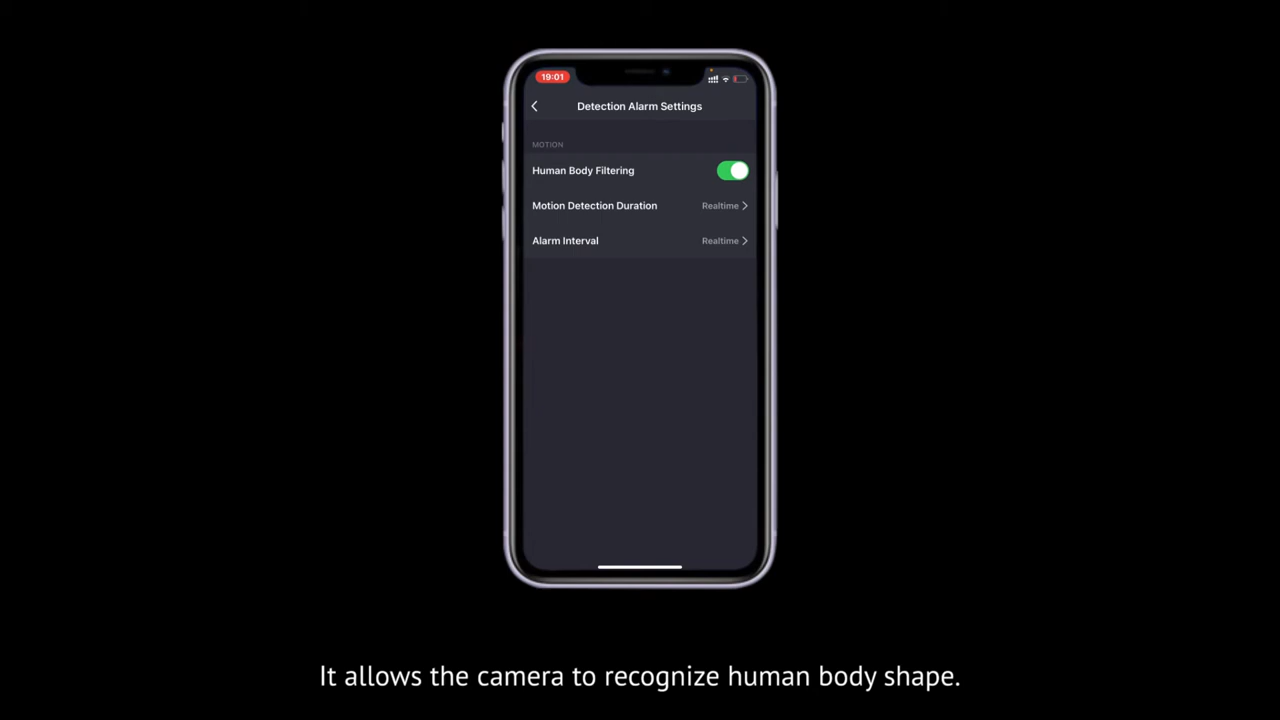 19:01
Detection Alarm Settings
MOTION
Human Body Filtering
Motion Detection Duration Realtime
Alarm Interval Realtime
It allows the camera to recognize human body shape.